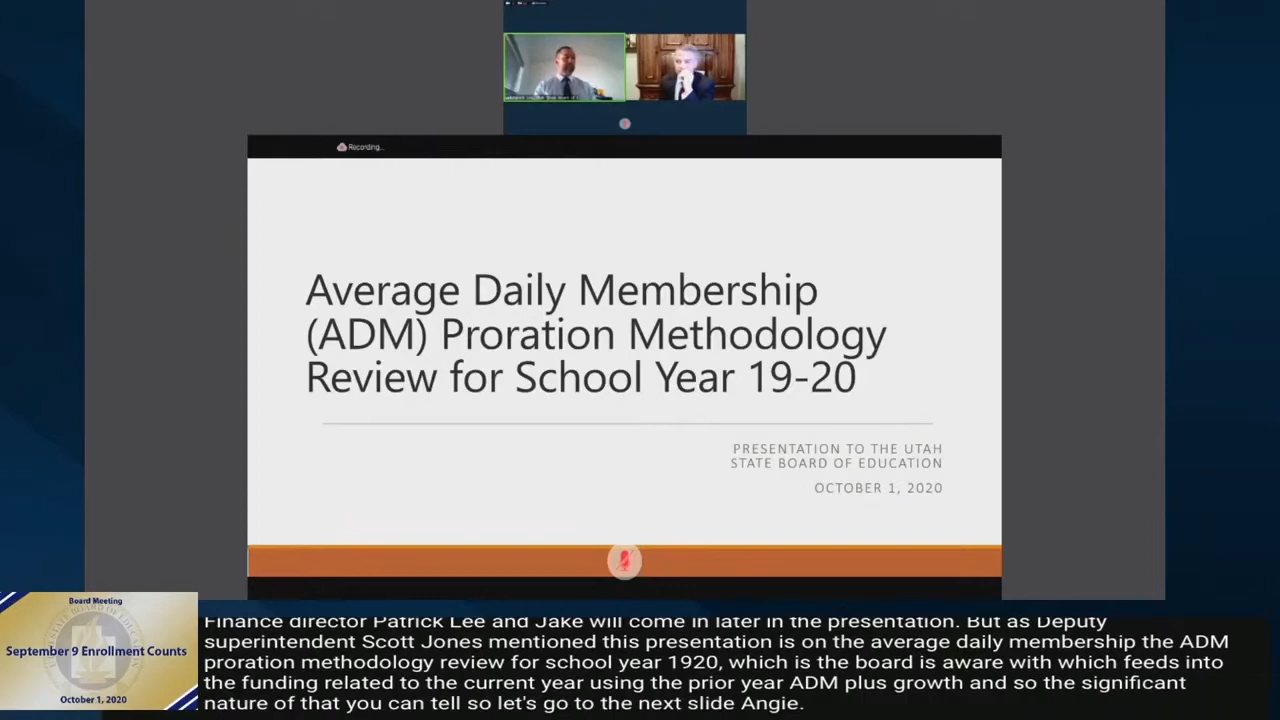 Recording...
Average Daily Membership
(ADM) Proration Methodology
Review for School Year 19-20
PRESENTATION TO THE UTAH
STATE BOARD OF EDUCATION
OCTOBER 1, 2020
Board Meeting
September 9 Enrollment Counts
October 1, 2020
Finance director Patrick Lee and Jake will come in later in the presentation. But as Deputy
superintendent Scott Jones mentioned this presentation is on the average daily membership the ADM
proration methodology review for school year 1920, which is the board is aware with which feeds into
the funding related to the current year using the prior year ADM plus growth and so the significant
nature of that you can tell so let's go to the next slide Angie.